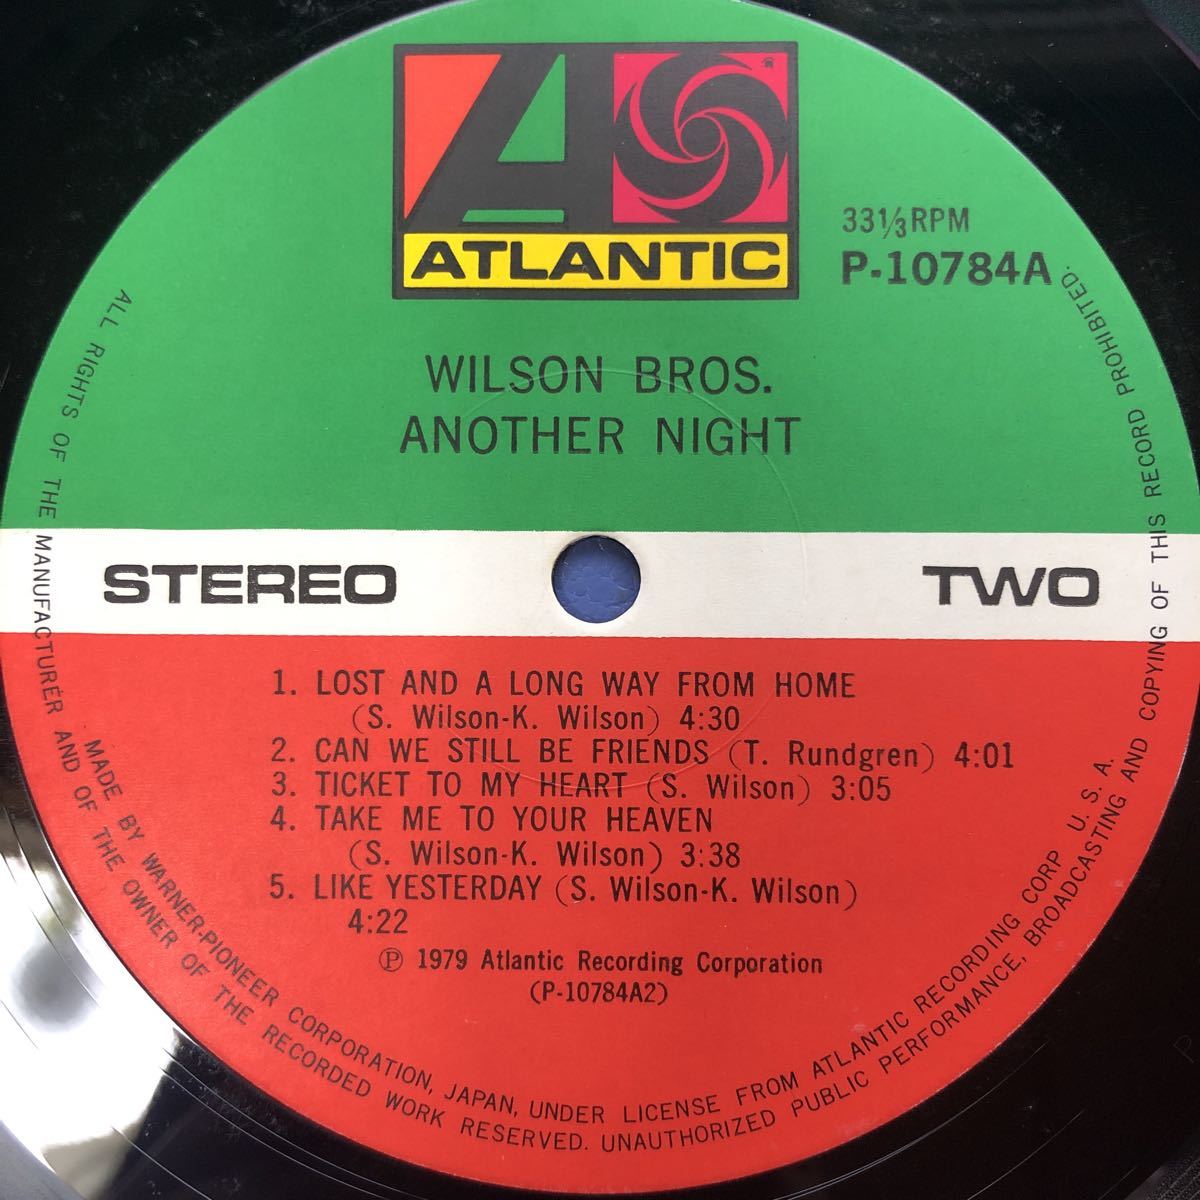 ATLANTIC
33⅓ RPM
P-10784A
WILSON BROS.
ANOTHER NIGHT
STEREO
TWO
1. LOST AND A LONG WAY FROM HOME
(S. Wilson-K. Wilson) 4:30
2. CAN WE STILL BE FRIENDS (T. Rundgren) 4:01
3. TICKET TO MY HEART (S. Wilson) 3:05
4. TAKE ME TO YOUR HEAVEN
(S. Wilson-K. Wilson) 3:38
5. LIKE YESTERDAY (S. Wilson-K. Wilson)
4:22
Ⓟ 1979 Atlantic Recording Corporation
(P-10784A2)
ALL RIGHTS OF THE MANUFACTURER AND OF THE OWNER OF THE RECORDED WORK RESERVED. UNAUTHORIZED PUBLIC PERFORMANCE, BROADCASTING AND COPYING OF THIS RECORD PROHIBITED.
MADE BY WARNER-PIONEER CORPORATION, JAPAN, UNDER LICENSE FROM ATLANTIC RECORDING CORP U. S. A.